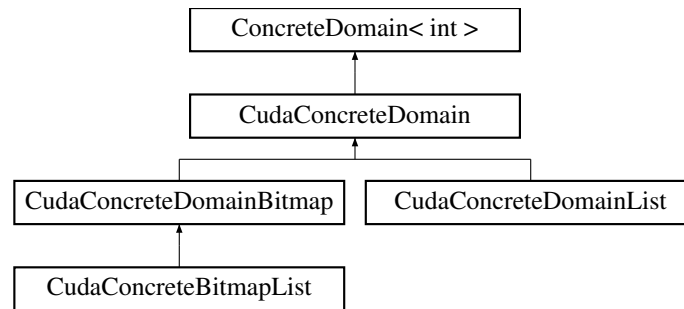 ConcreteDomain< int >
CudaConcreteDomain
CudaConcreteDomainBitmap
CudaConcreteDomainList
CudaConcreteBitmapList